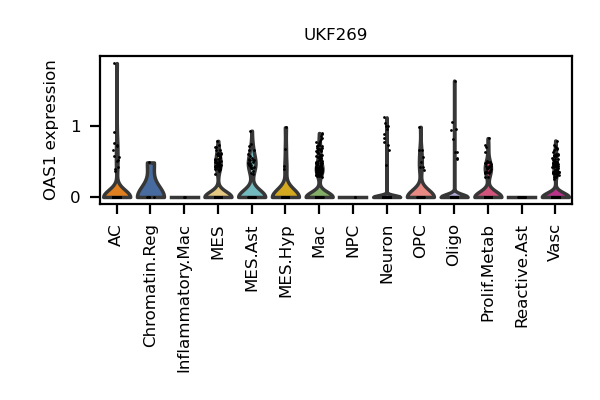 UKF269
OAS1 expression
1
0
AC
Chromatin.Reg
Inflammatory.Mac
MES
MES.Ast
MES.Hyp
Mac
NPC
Neuron
OPC
Oligo
Prolif.Metab
Reactive.Ast
Vasc